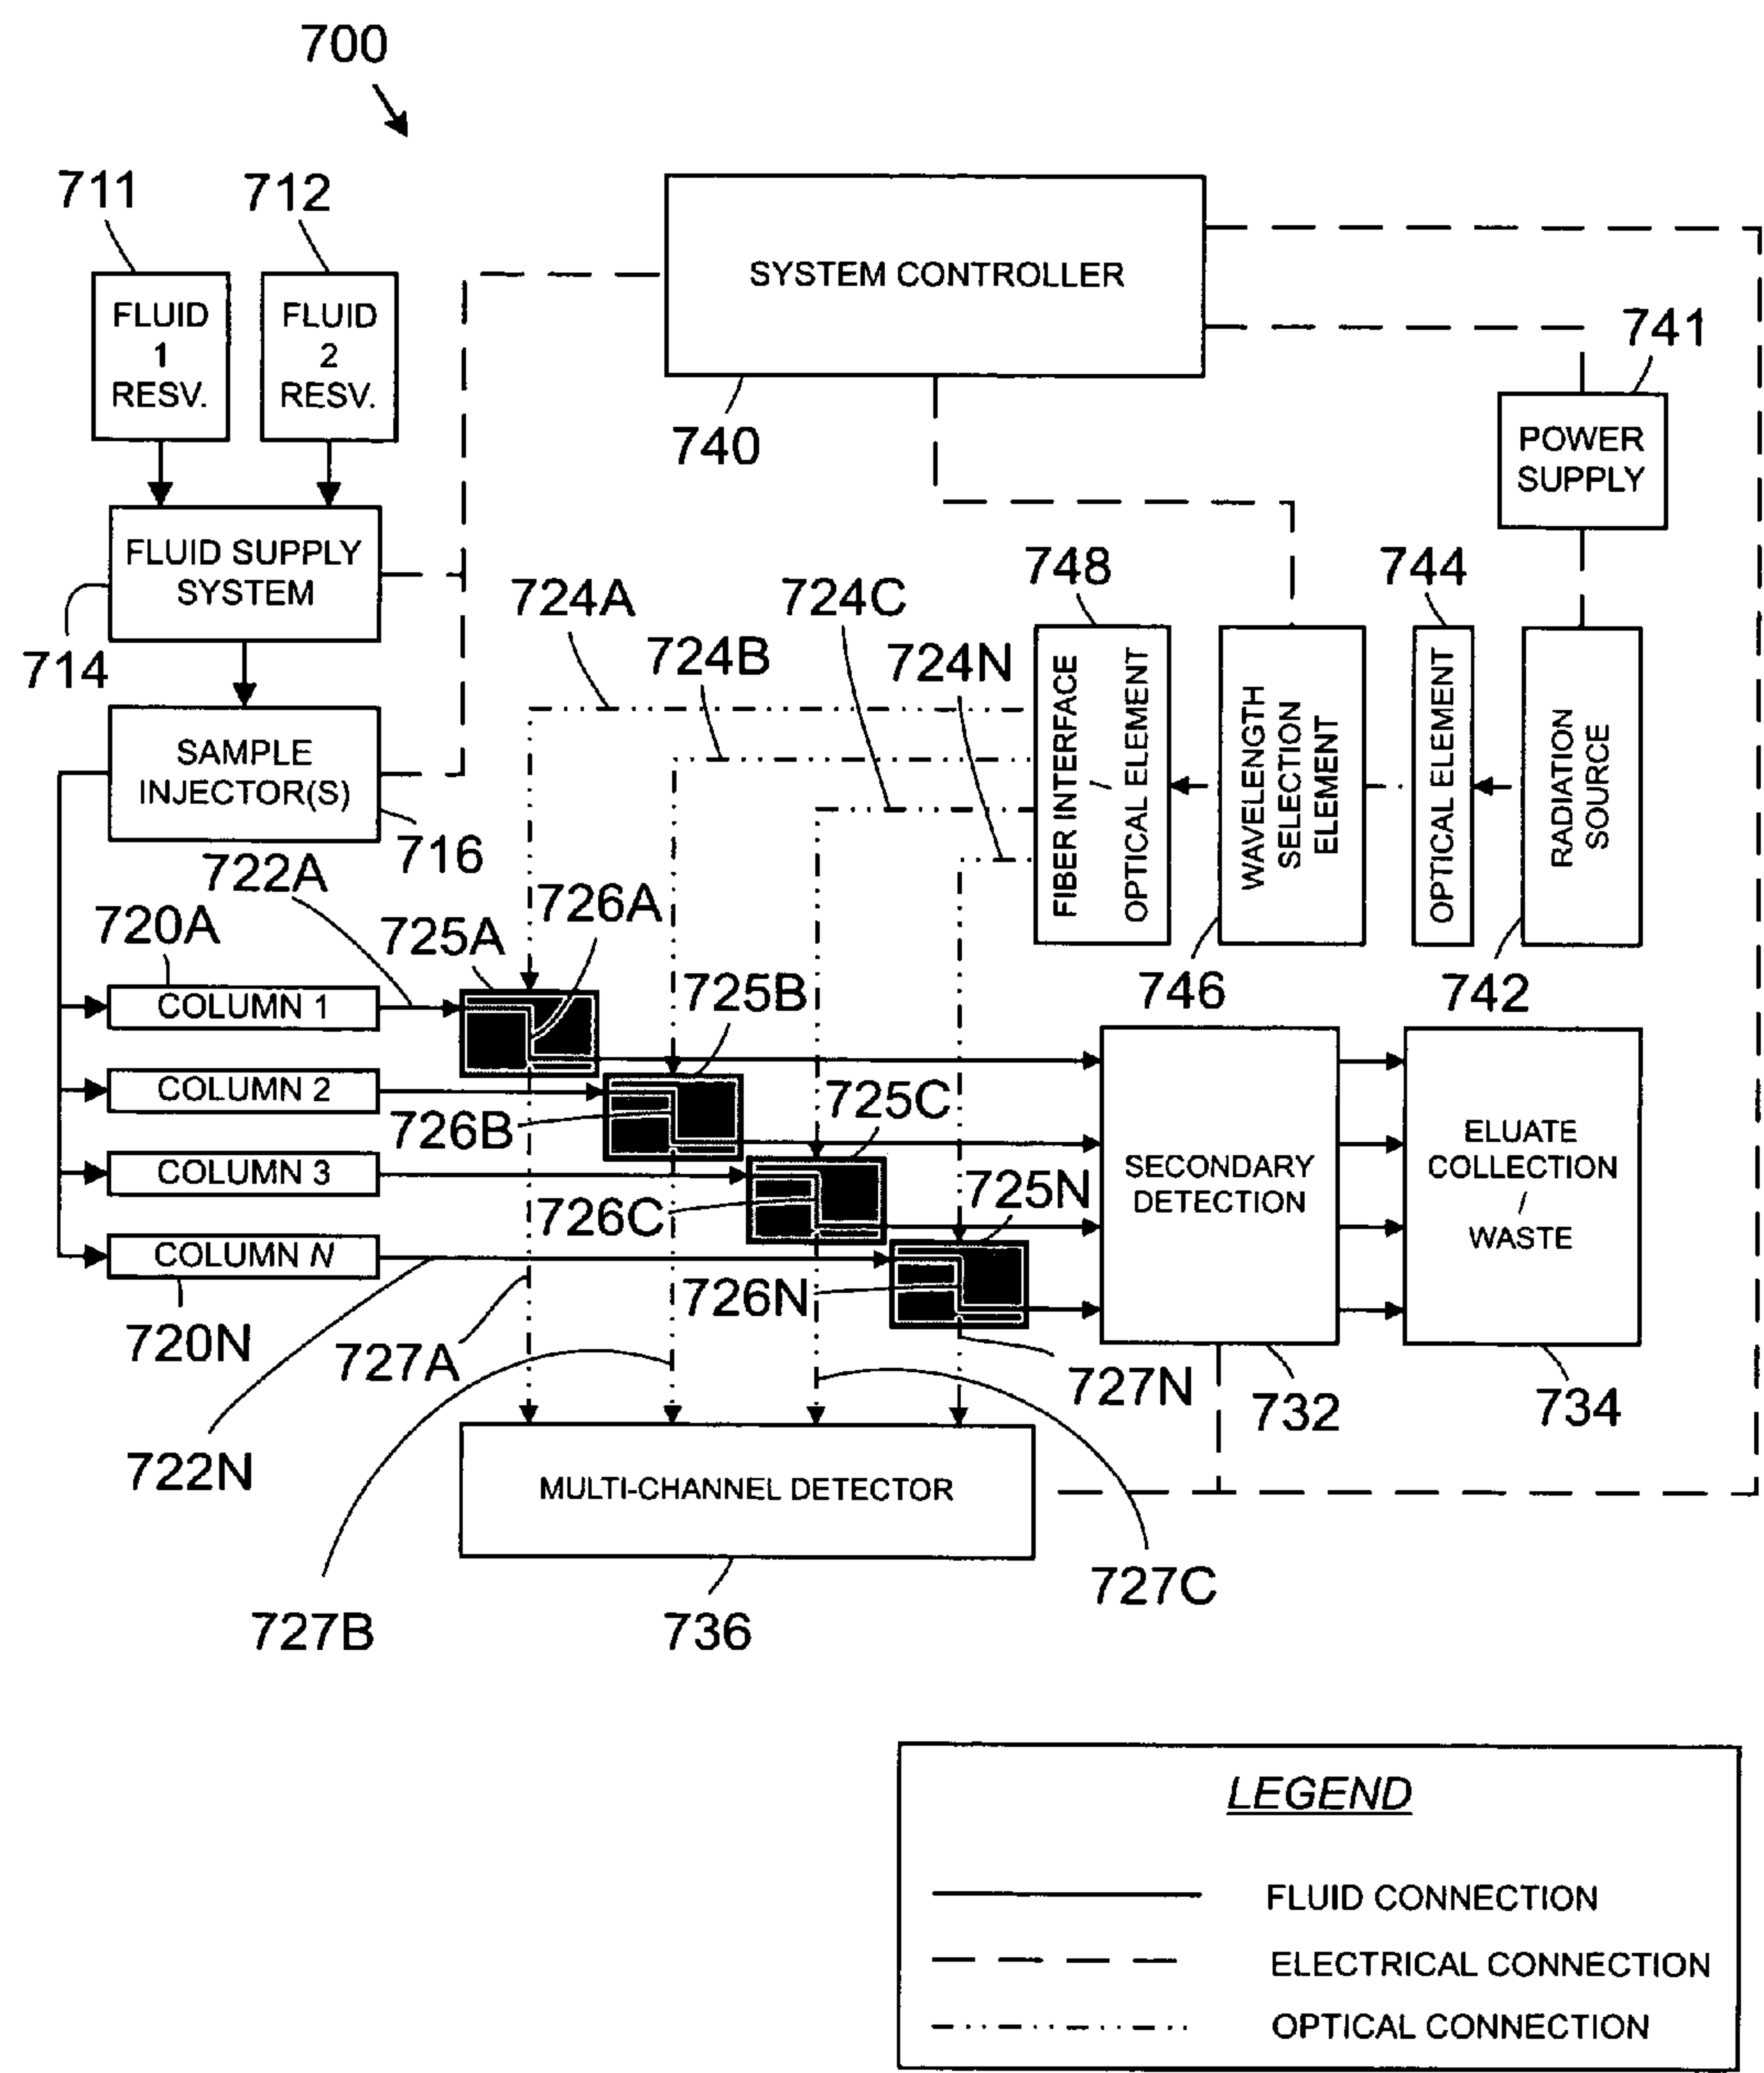 700
711
712
FLUID
1
RESV.
FLUID
2
RESV.
SYSTEM CONTROLLER
740
741
POWER
SUPPLY
FLUID SUPPLY
SYSTEM
714
SAMPLE
INJECTOR(S)
716
724A
724B
724C
724N
748
744
FIBER INTERFACE
/
OPTICAL ELEMENT
WAVELENGTH
SELECTION
ELEMENT
OPTICAL ELEMENT
RADIATION
SOURCE
746
742
722A
720A
725A
726A
725B
COLUMN 1
COLUMN 2
726B
725C
COLUMN 3
726C
725N
COLUMN N
726N
720N
727A
722N
727N
SECONDARY
DETECTION
ELUATE
COLLECTION
/
WASTE
732
734
MULTI-CHANNEL DETECTOR
727B
736
727C
LEGEND
FLUID CONNECTION
ELECTRICAL CONNECTION
OPTICAL CONNECTION